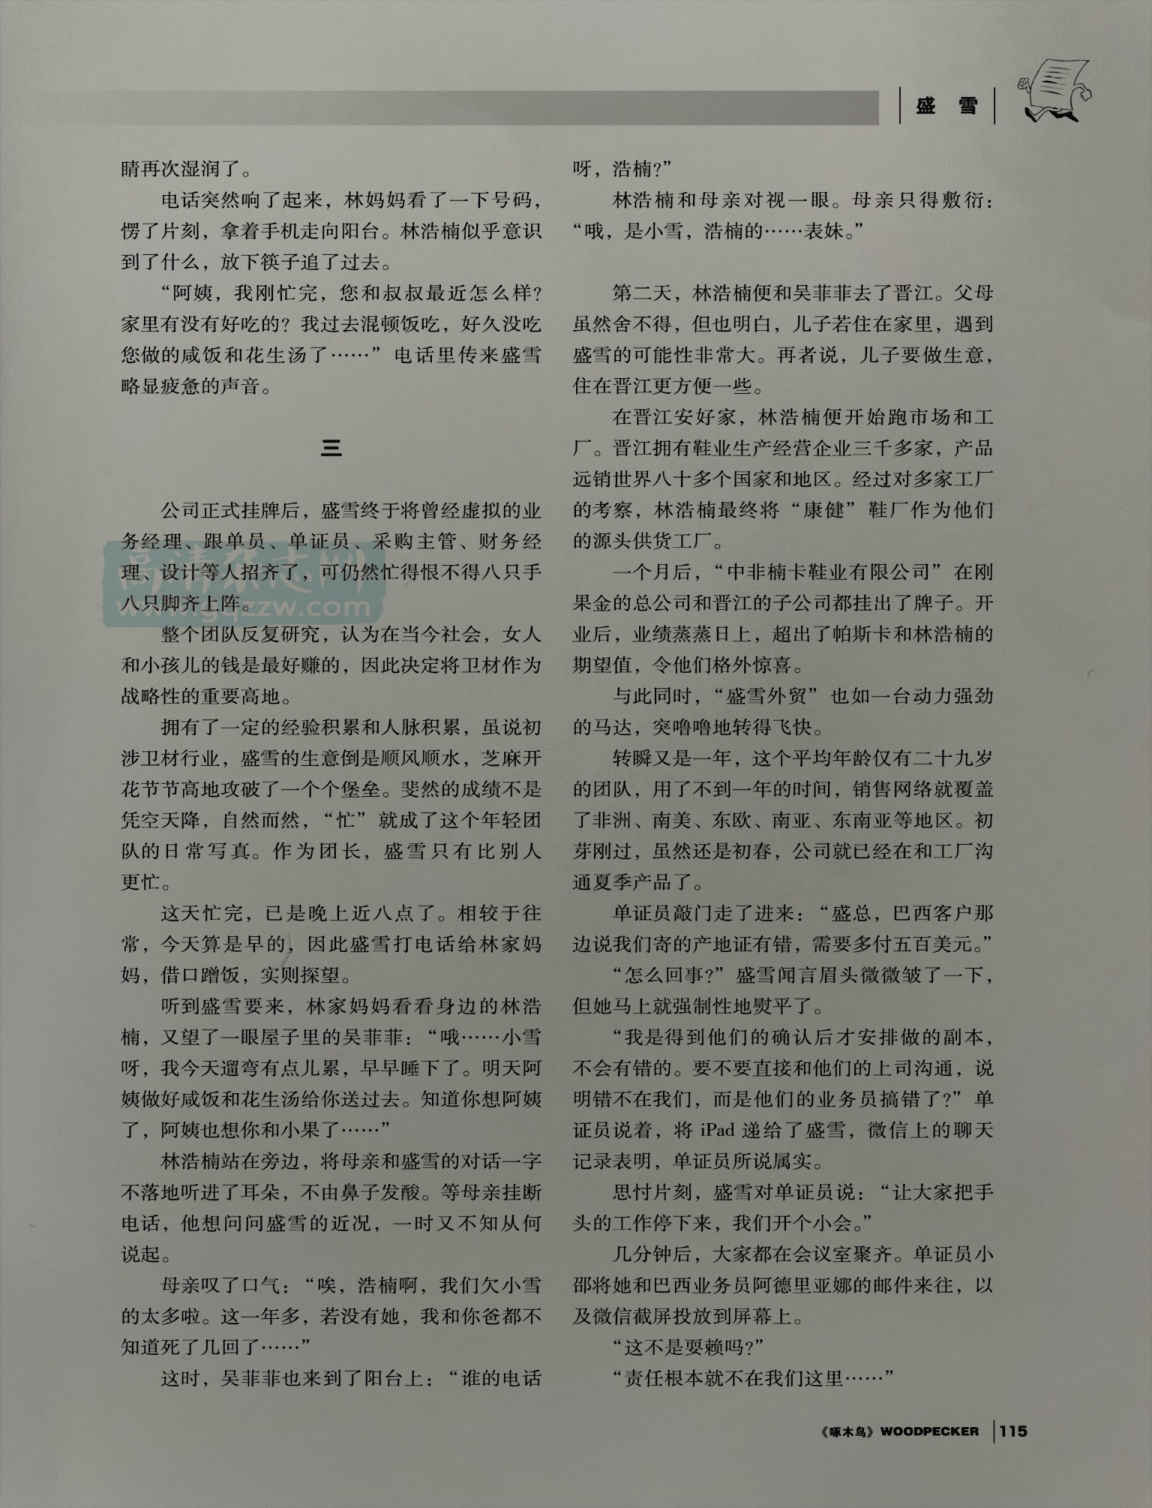 盛 雪
睛再次湿润了。
电话突然响了起来，林妈妈看了一下号码，
愣了片刻，拿着手机走向阳台。林浩楠似乎意识
到了什么，放下筷子追了过去。
“阿姨，我刚忙完，您和叔叔最近怎么样？
家里有没有好吃的？我过去混顿饭吃，好久没吃
您做的咸饭和花生汤了……”电话里传来盛雪
略显疲惫的声音。
三
公司正式挂牌后，盛雪终于将曾经虚拟的业
务经理、跟单员、单证员、采购主管、财务经
理、设计等人招齐了，可仍然忙得恨不得八只手
八只脚齐上阵。
整个团队反复研究，认为在当今社会，女人
和小孩儿的钱是最好赚的，因此决定将卫材作为
战略性的重要高地。
拥有了一定的经验积累和人脉积累，虽说初
涉卫材行业，盛雪的生意倒是顺风顺水，芝麻开
花节节高地攻破了一个个堡垒。斐然的成绩不是
凭空天降，自然而然，“忙”就成了这个年轻团
队的日常写真。作为团长，盛雪只有比别人
更忙。
这天忙完，已是晚上近八点了。相较于往
常，今天算是早的，因此盛雪打电话给林家妈
妈，借口蹭饭，实则探望。
听到盛雪要来，林家妈妈看看身边的林浩
楠，又望了一眼屋子里的吴菲菲：“哦……小雪
呀，我今天遛弯有点儿累，早早睡下了。明天阿
姨做好咸饭和花生汤给你送过去。知道你想阿姨
了，阿姨也想你和小果了……”
林浩楠站在旁边，将母亲和盛雪的对话一字
不落地听进了耳朵，不由鼻子发酸。等母亲挂断
电话，他想问问盛雪的近况，一时又不知从何
说起。
母亲叹了口气：“唉，浩楠啊，我们欠小雪
的太多啦。这一年多，若没有她，我和你爸都不
知道死了几回了……”
这时，吴菲菲也来到了阳台上：“谁的电话
呀，浩楠？”
林浩楠和母亲对视一眼。母亲只得敷衍：
“哦，是小雪，浩楠的……表妹。”
第二天，林浩楠便和吴菲菲去了晋江。父母
虽然舍不得，但也明白，儿子若住在家里，遇到
盛雪的可能性非常大。再者说，儿子要做生意，
住在晋江更方便一些。
在晋江安好家，林浩楠便开始跑市场和工
厂。晋江拥有鞋业生产经营企业三千多家，产品
远销世界八十多个国家和地区。经过对多家工厂
的考察，林浩楠最终将“康健”鞋厂作为他们
的源头供货工厂。
一个月后，“中非楠卡鞋业有限公司”在刚
果金的总公司和晋江的子公司都挂出了牌子。开
业后，业绩蒸蒸日上，超出了帕斯卡和林浩楠的
期望值，令他们格外惊喜。
与此同时，“盛雪外贸”也如一台动力强劲
的马达，突噜噜地转得飞快。
转瞬又是一年，这个平均年龄仅有二十九岁
的团队，用了不到一年的时间，销售网络就覆盖
了非洲、南美、东欧、南亚、东南亚等地区。初
芽刚过，虽然还是初春，公司就已经在和工厂沟
通夏季产品了。
单证员敲门走了进来：“盛总，巴西客户那
边说我们寄的产地证有错，需要多付五百美元。”
“怎么回事？”盛雪闻言眉头微微皱了一下，
但她马上就强制性地熨平了。
“我是得到他们的确认后才安排做的副本，
不会有错的。要不要直接和他们的上司沟通，说
明错不在我们，而是他们的业务员搞错了？”单
证员说着，将 iPad 递给了盛雪，微信上的聊天
记录表明，单证员所说属实。
思忖片刻，盛雪对单证员说：“让大家把手
头的工作停下来，我们开个小会。”
几分钟后，大家都在会议室聚齐。单证员小
邵将她和巴西业务员阿德里亚娜的邮件来往，以
及微信截屏投放到屏幕上。
“这不是耍赖吗？”
“责任根本就不在我们这里……”
高清杂志网
www.gqzzw.com
《啄木鸟》WOODPECKER 115